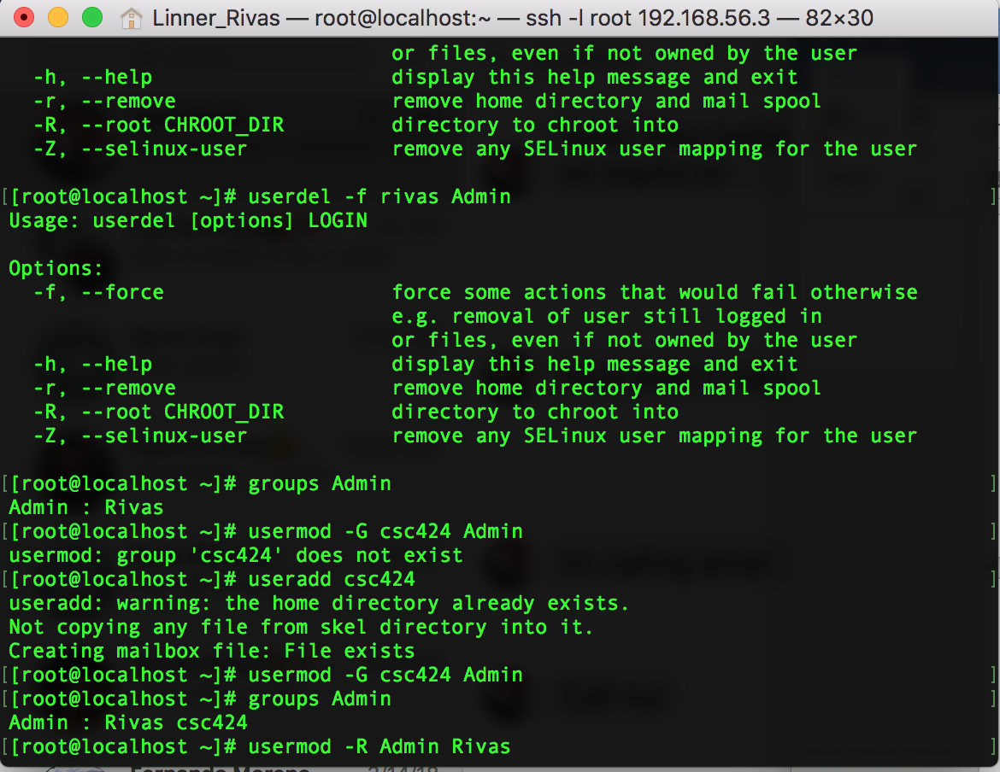 Linner_Rivas — root@localhost:~ — ssh -l root 192.168.56.3 — 82×30
or files, even if not owned by the user
-h, --help display this help message and exit
-r, --remove remove home directory and mail spool
-R, --root CHROOT_DIR directory to chroot into
-Z, --selinux-user remove any SELinux user mapping for the user
[[root@localhost ~]# userdel -f rivas Admin ]
Usage: userdel [options] LOGIN
Options:
-f, --force force some actions that would fail otherwise
e.g. removal of user still logged in
or files, even if not owned by the user
-h, --help display this help message and exit
-r, --remove remove home directory and mail spool
-R, --root CHROOT_DIR directory to chroot into
-Z, --selinux-user remove any SELinux user mapping for the user
[[root@localhost ~]# groups Admin ]
Admin : Rivas
[[root@localhost ~]# usermod -G csc424 Admin ]
usermod: group 'csc424' does not exist
[[root@localhost ~]# useradd csc424 ]
useradd: warning: the home directory already exists.
Not copying any file from skel directory into it.
Creating mailbox file: File exists
[[root@localhost ~]# usermod -G csc424 Admin ]
[[root@localhost ~]# groups Admin ]
Admin : Rivas csc424
[[root@localhost ~]# usermod -R Admin Rivas ]